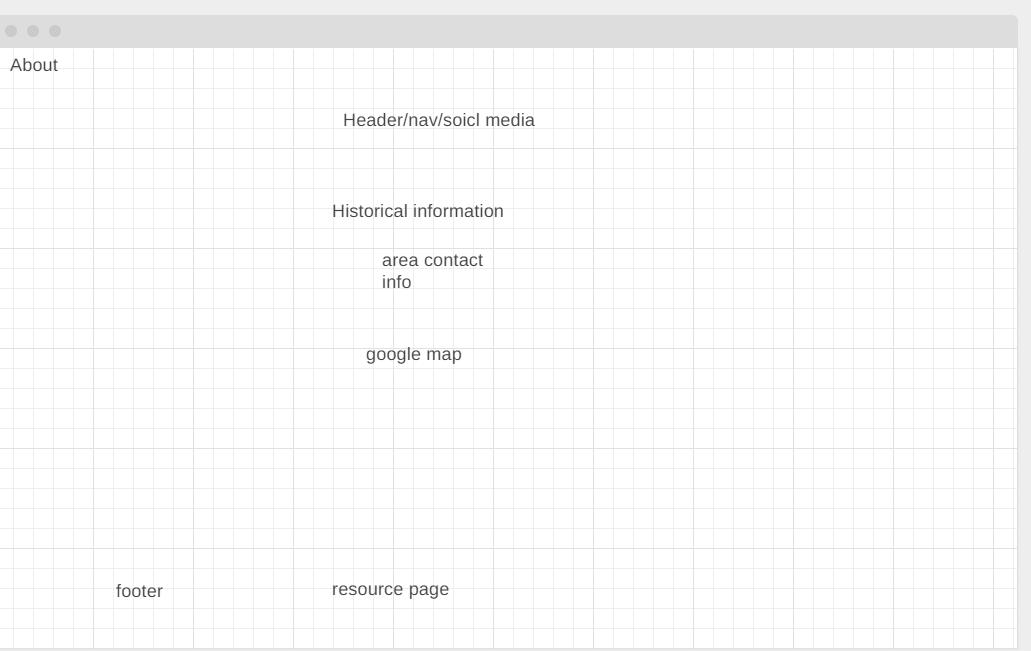 About
Header/nav/soicl media
Historical information
area contact
info
google map
footer
resource page